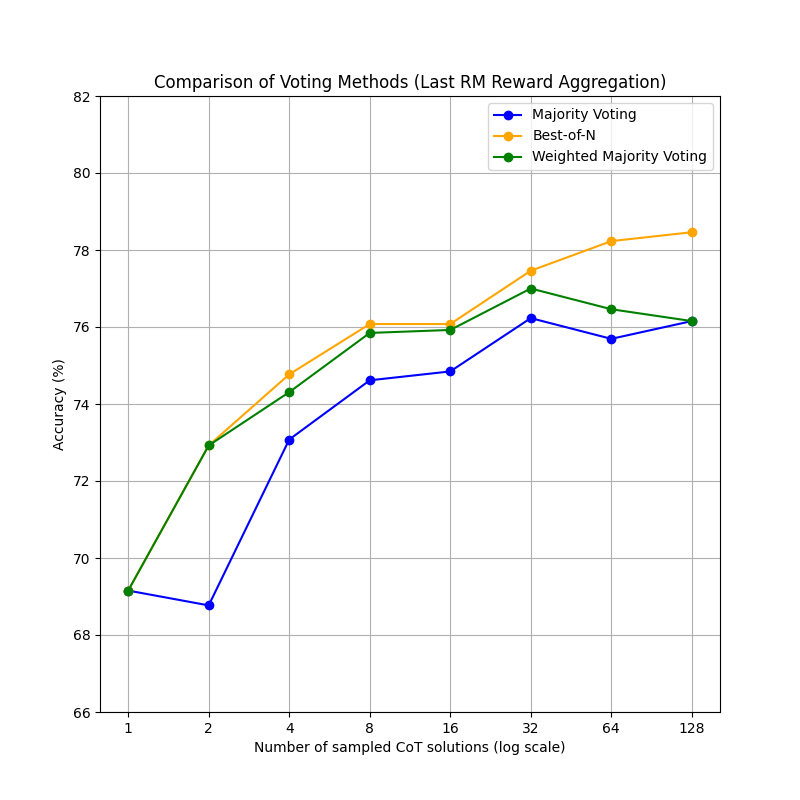 Comparison of Voting Methods (Last RM Reward Aggregation)
Majority Voting
Best-of-N
Weighted Majority Voting
Accuracy (%)
82
80
78
76
74
72
70
68
66
1 2 4 8 16 32 64 128
Number of sampled CoT solutions (log scale)